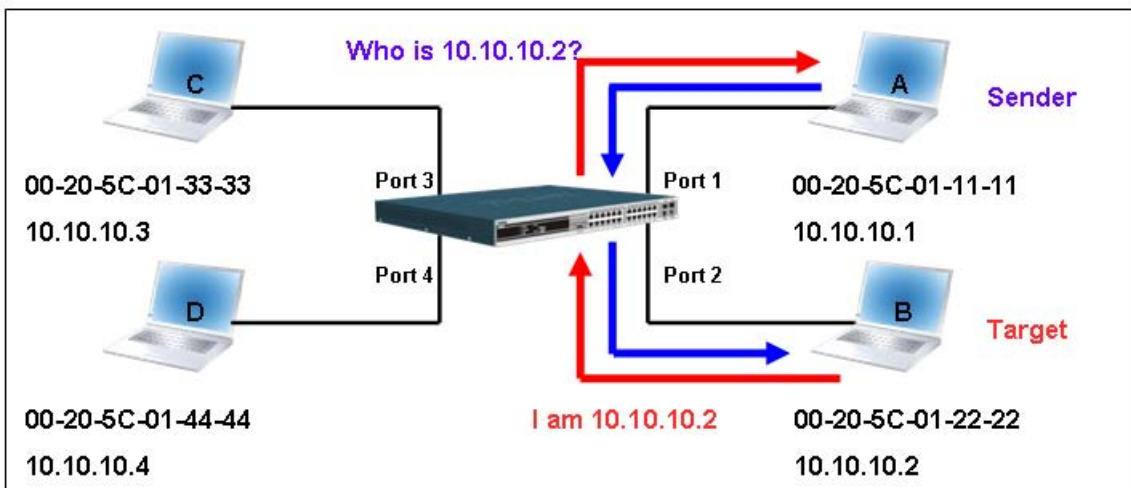 Who is 10.10.10.2?
C
A
Sender
00-20-5C-01-33-33
10.10.10.3
Port 3
Port 1
00-20-5C-01-11-11
10.10.10.1
Port 4
Port 2
D
B
Target
00-20-5C-01-44-44
10.10.10.4
I am 10.10.10.2
00-20-5C-01-22-22
10.10.10.2